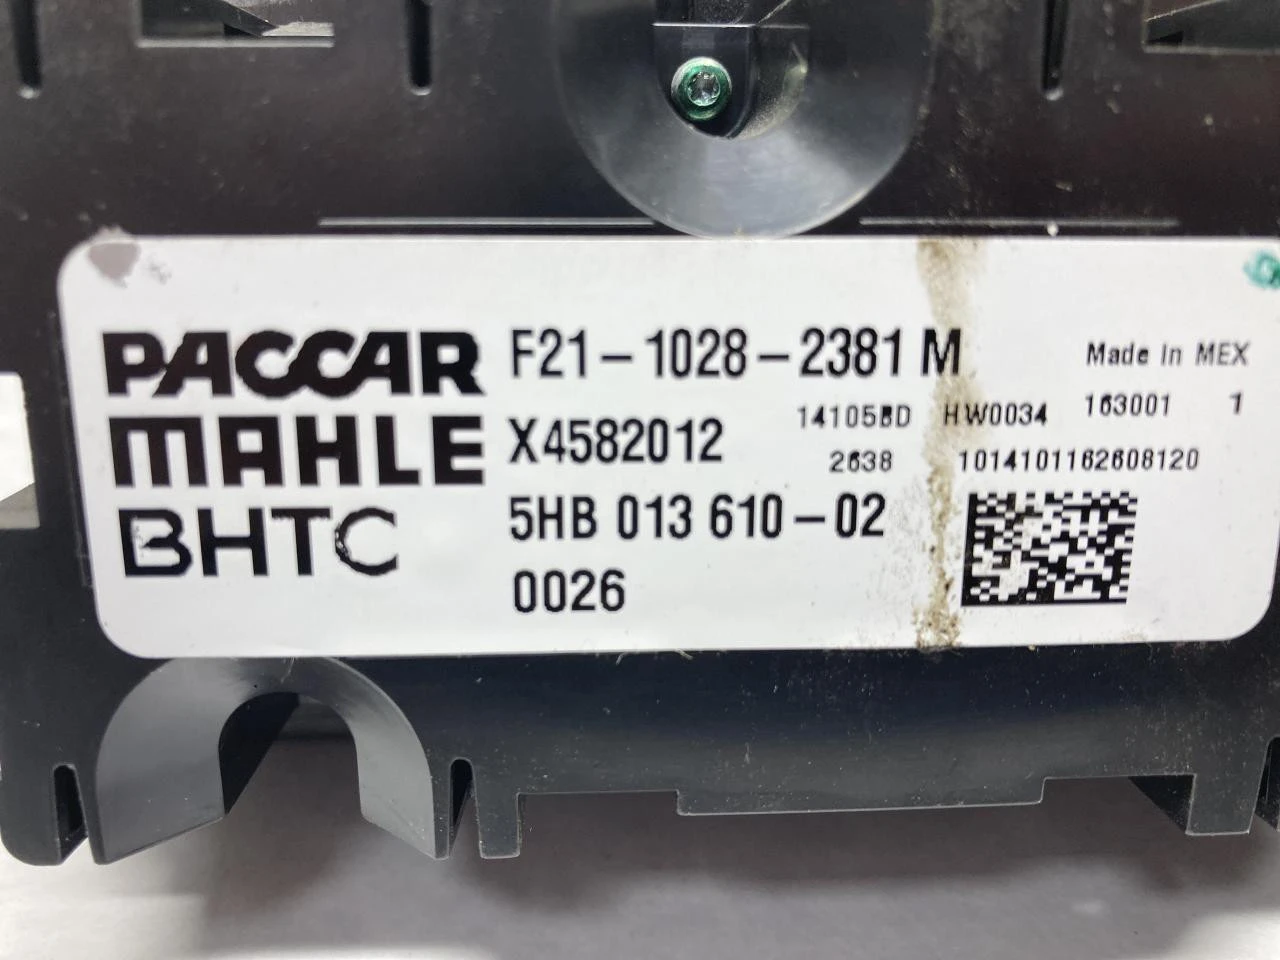 PACCAR F21-1028-2381 M Made In MEX
MAHLE X4582012 14105BD HW0034 163001 1
2638 1014101162608120
BHTC 5HB 013 610-02
0026